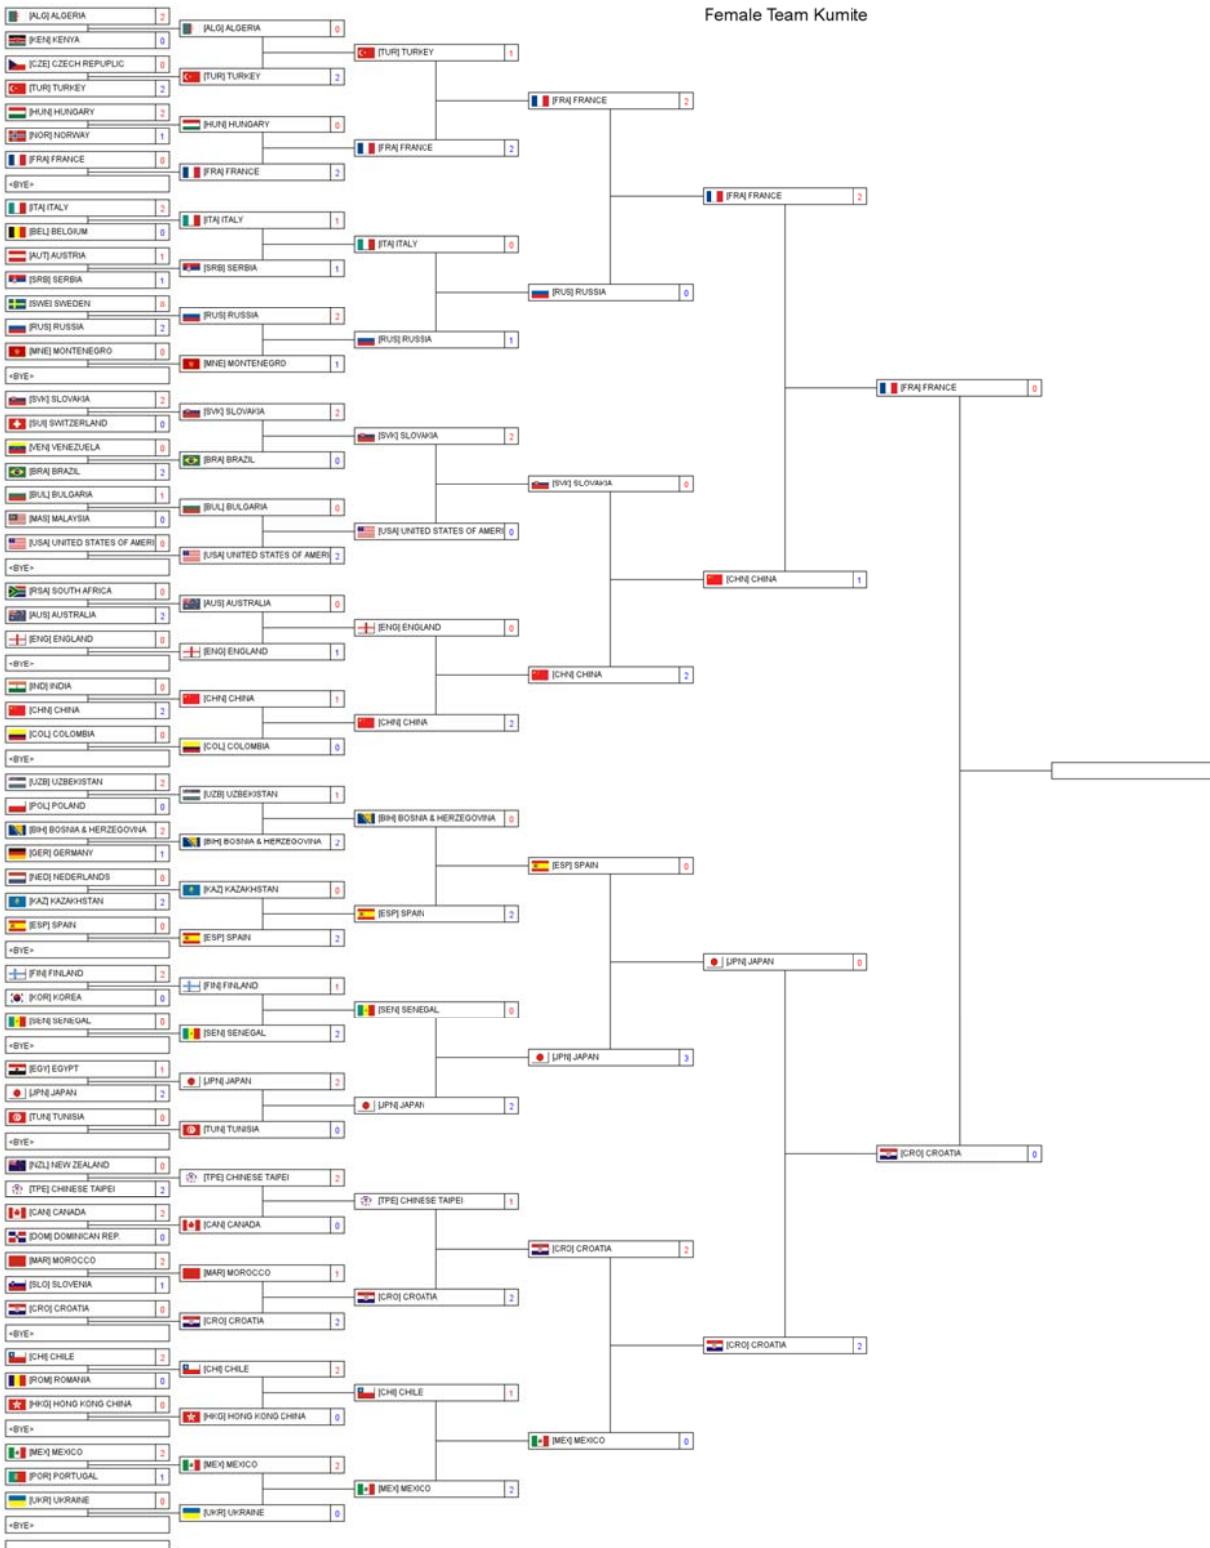 Female Team Kumite
[ALG] ALGERIA 2
[KEN] KENYA 0
[CZE] CZECH REPUPLIC 0
[TUR] TURKEY 2
[HUN] HUNGARY 2
[NOR] NORWAY 1
[FRA] FRANCE 0
<BYE>
[ITA] ITALY 2
[BEL] BELGIUM 0
[AUT] AUSTRIA 1
[SRB] SERBIA 1
[SWE] SWEDEN 0
[RUS] RUSSIA 2
[MNE] MONTENEGRO 0
<BYE>
[SVK] SLOVAKIA 2
[SUI] SWITZERLAND 0
[VEN] VENEZUELA 0
[BRA] BRAZIL 2
[BUL] BULGARIA 1
[MAS] MALAYSIA 0
[USA] UNITED STATES OF AMERI 0
<BYE>
[RSA] SOUTH AFRICA 0
[AUS] AUSTRALIA 2
[ENG] ENGLAND 0
<BYE>
[IND] INDIA 0
[CHN] CHINA 2
[COL] COLOMBIA 0
<BYE>
[UZB] UZBEKISTAN 2
[POL] POLAND 0
[BIH] BOSNIA & HERZEGOVINA 2
[GER] GERMANY 1
[NED] NEDERLANDS 0
[KAZ] KAZAKHSTAN 2
[ESP] SPAIN 0
<BYE>
[FIN] FINLAND 2
[KOR] KOREA 0
[SEN] SENEGAL 0
<BYE>
[EGY] EGYPT 1
[JPN] JAPAN 2
[TUN] TUNISIA 0
<BYE>
[NZL] NEW ZEALAND 0
[TPE] CHINESE TAIPEI 2
[CAN] CANADA 2
[DOM] DOMINICAN REP. 0
[MAR] MOROCCO 2
[SLO] SLOVENIA 1
[CRO] CROATIA 0
<BYE>
[CHI] CHILE 2
[ROM] ROMANIA 0
[HKG] HONG KONG CHINA 0
<BYE>
[MEX] MEXICO 2
[POR] PORTUGAL 1
[UKR] UKRAINE 0
<BYE>
[ALG] ALGERIA 0
[TUR] TURKEY 2
[HUN] HUNGARY 0
[FRA] FRANCE 2
[ITA] ITALY 1
[SRB] SERBIA 1
[RUS] RUSSIA 2
[MNE] MONTENEGRO 1
[SVK] SLOVAKIA 2
[BRA] BRAZIL 0
[BUL] BULGARIA 0
[USA] UNITED STATES OF AMERI 2
[AUS] AUSTRALIA 0
[ENG] ENGLAND 1
[CHN] CHINA 1
[COL] COLOMBIA 0
[UZB] UZBEKISTAN 1
[BIH] BOSNIA & HERZEGOVINA 2
[KAZ] KAZAKHSTAN 0
[ESP] SPAIN 2
[FIN] FINLAND 1
[SEN] SENEGAL 2
[JPN] JAPAN 2
[TUN] TUNISIA 0
[TPE] CHINESE TAIPEI 2
[CAN] CANADA 0
[MAR] MOROCCO 1
[CRO] CROATIA 2
[CHI] CHILE 2
[HKG] HONG KONG CHINA 0
[MEX] MEXICO 2
[UKR] UKRAINE 0
[TUR] TURKEY 1
[FRA] FRANCE 2
[ITA] ITALY 0
[RUS] RUSSIA 1
[SVK] SLOVAKIA 2
[USA] UNITED STATES OF AMERI 0
[ENG] ENGLAND 0
[CHN] CHINA 2
[BIH] BOSNIA & HERZEGOVINA 0
[ESP] SPAIN 2
[SEN] SENEGAL 0
[JPN] JAPAN 2
[TPE] CHINESE TAIPEI 1
[CRO] CROATIA 2
[CHI] CHILE 1
[MEX] MEXICO 2
[FRA] FRANCE 2
[RUS] RUSSIA 0
[SVK] SLOVAKIA 0
[CHN] CHINA 2
[ESP] SPAIN 0
[JPN] JAPAN 3
[CRO] CROATIA 2
[MEX] MEXICO 0
[FRA] FRANCE 2
[CHN] CHINA 1
[JPN] JAPAN 0
[CRO] CROATIA 2
[FRA] FRANCE 0
[CRO] CROATIA 0